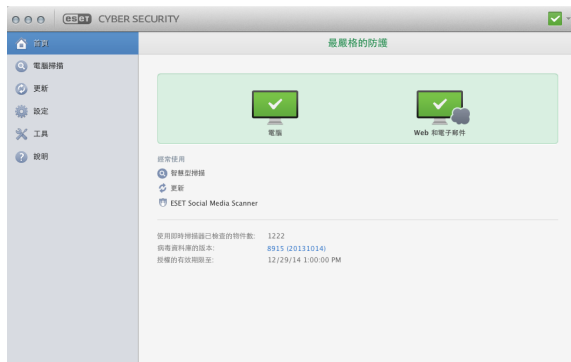 eseT CYBER SECURITY
首頁
最嚴格的防護
電腦掃描
更新
設定
工具
說明
電腦
Web 和電子郵件
經常使用
智慧型掃描
更新
ESET Social Media Scanner
使用即時掃描器已檢查的物件數: 1222
病毒資料庫的版本: 8915 (20131014)
授權的有效期限至: 12/29/14 1:00:00 PM